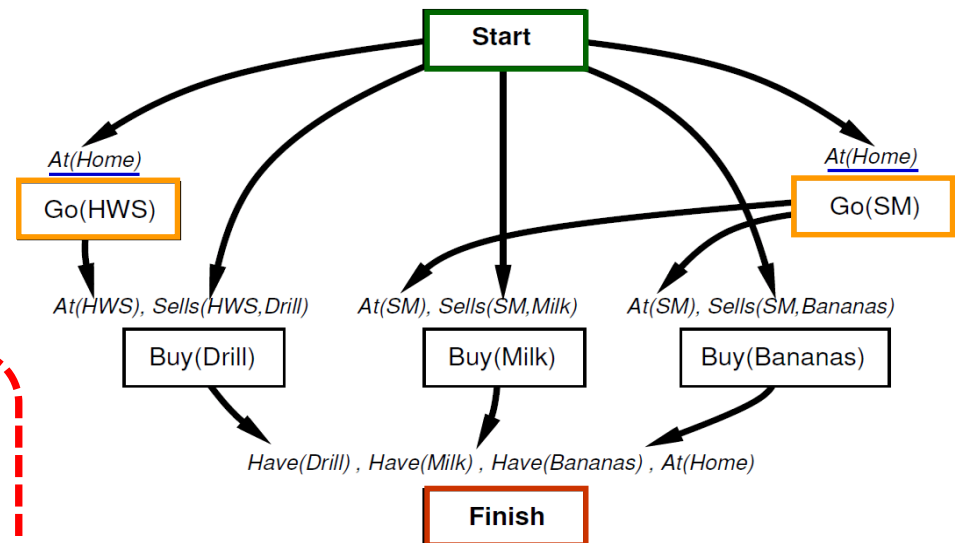 Start
At(Home)
At(Home)
Go(HWS)
Go(SM)
At(HWS), Sells(HWS,Drill)
At(SM), Sells(SM,Milk)
At(SM), Sells(SM,Bananas)
Buy(Drill)
Buy(Milk)
Buy(Bananas)
Have(Drill) , Have(Milk) , Have(Bananas) , At(Home)
Finish